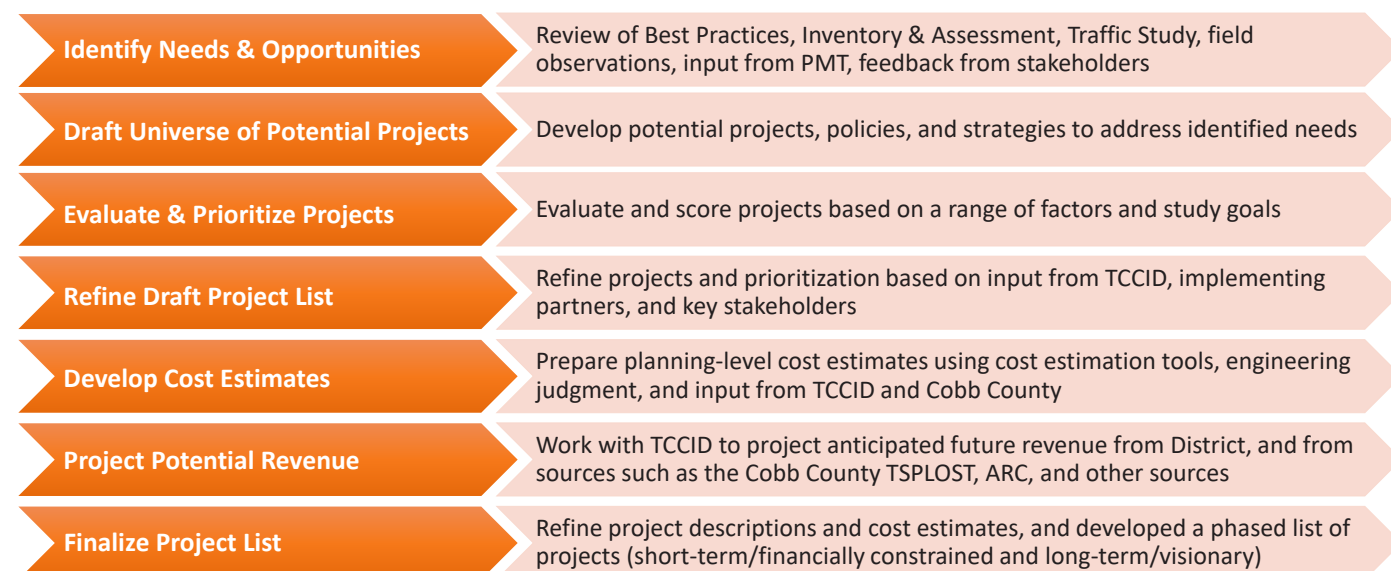 Identify Needs & Opportunities
Review of Best Practices, Inventory & Assessment, Traffic Study, field
observations, input from PMT, feedback from stakeholders
Draft Universe of Potential Projects
Develop potential projects, policies, and strategies to address identified needs
Evaluate & Prioritize Projects
Evaluate and score projects based on a range of factors and study goals
Refine Draft Project List
Refine projects and prioritization based on input from TCCID, implementing
partners, and key stakeholders
Develop Cost Estimates
Prepare planning-level cost estimates using cost estimation tools, engineering
judgment, and input from TCCID and Cobb County
Project Potential Revenue
Work with TCCID to project anticipated future revenue from District, and from
sources such as the Cobb County TSPLOST, ARC, and other sources
Finalize Project List
Refine project descriptions and cost estimates, and developed a phased list of
projects (short-term/financially constrained and long-term/visionary)